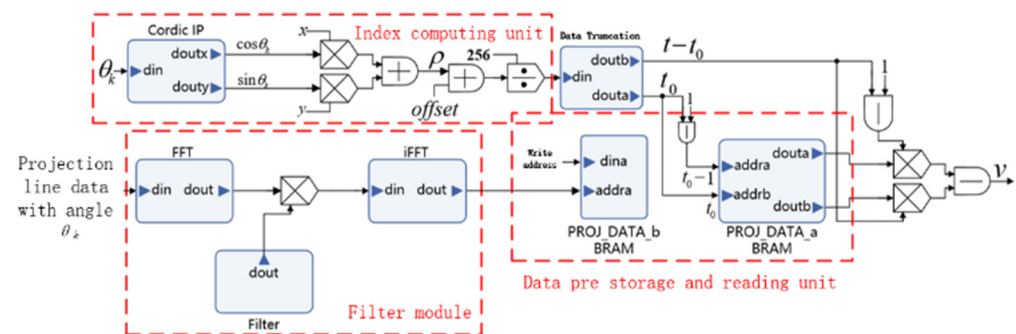 Cordic IP
θk
din
doutx
douty
cosθk
sinθk
x
y
Index computing unit
ρ
256
offset
Data Truncation
din
doutb
douta
t-t0
t0
1
1
Projection
line data
with angle
θk
FFT
din dout
iFFT
din dout
dout
Filter
Filter module
Write
address
dina
addra
PROJ_DATA_b
BRAM
t0-1
t0
addra
addrb
douta
doutb
PROJ_DATA_a
BRAM
Data pre storage and reading unit
v